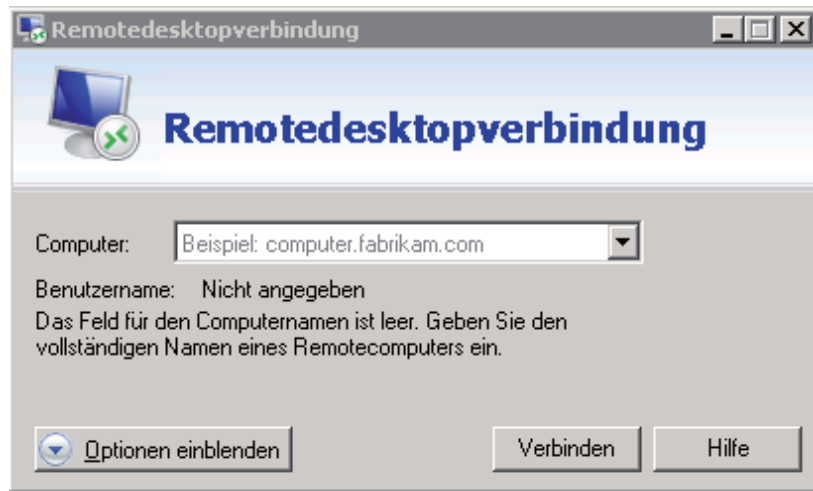 Remotedesktopverbindung
Remotedesktopverbindung
Computer: Beispiel: computer.fabrikam.com
Benutzername: Nicht angegeben
Das Feld für den Computernamen ist leer. Geben Sie den
vollständigen Namen eines Remotecomputers ein.
Optionen einblenden Verbinden Hilfe